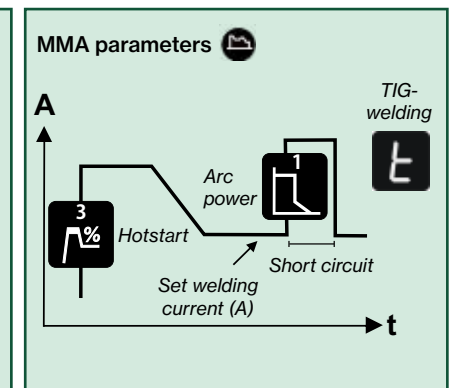 MMA parameters
A
TIG-
welding
t
3
%
Hotstart
Arc
power
1
Short circuit
Set welding
current (A)
t